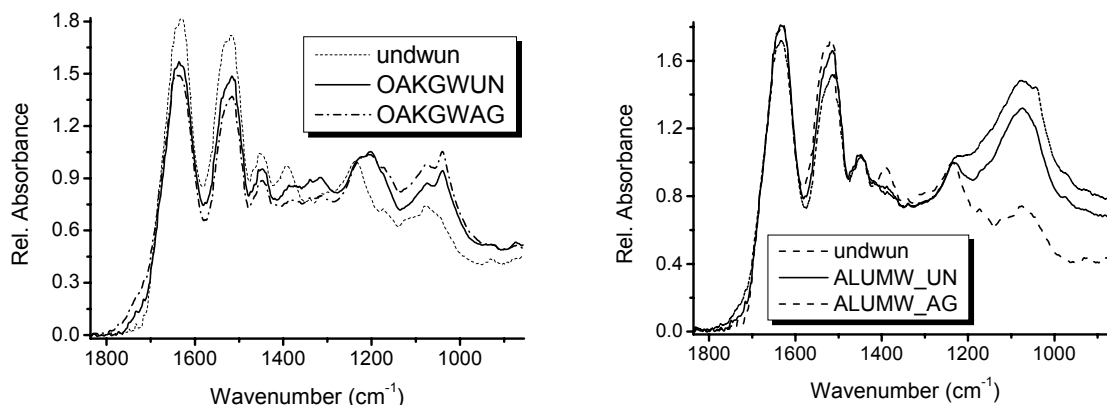 1.8
1.5
1.2
0.9
0.6
0.3
0.0
Rel. Absorbance
undwun
OAKGWUN
OAKGWAG
1800 1600 1400 1200 1000
Wavenumber (cm-1)
1.6
1.2
0.8
0.4
0.0
Rel. Absorbance
undwun
ALUMW_UN
ALUMW_AG
1800 1600 1400 1200 1000
Wavenumber (cm-1)